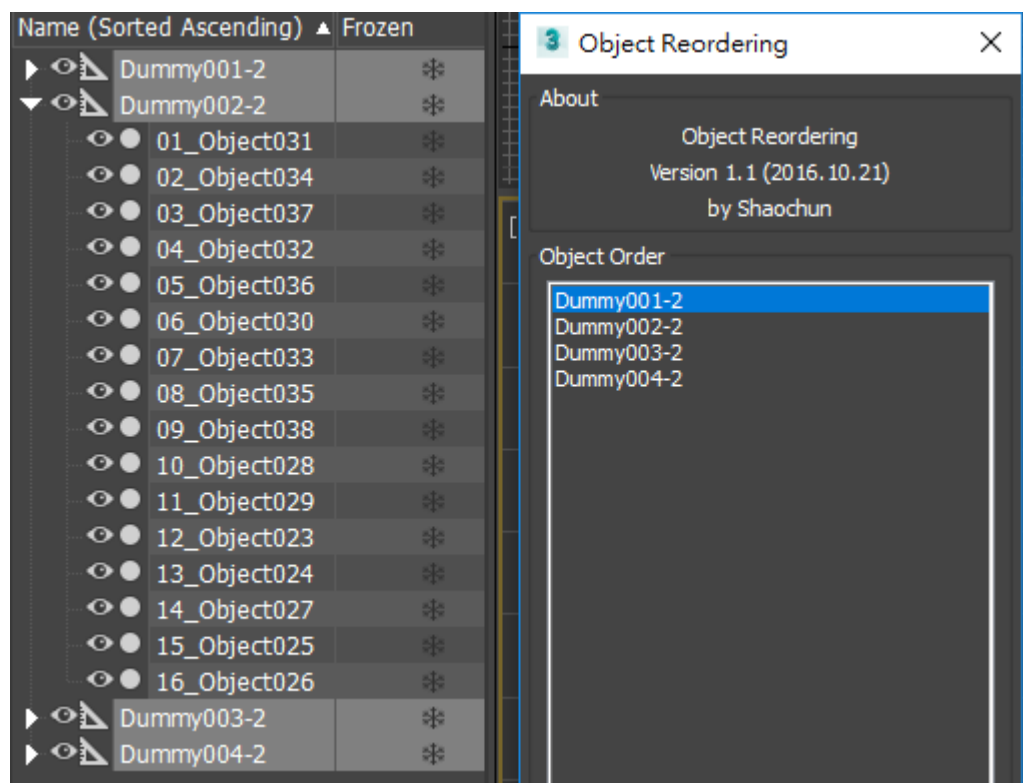 Name (Sorted Ascending) Frozen
Dummy001-2
Dummy002-2
01_Object031
02_Object034
03_Object037
04_Object032
05_Object036
06_Object030
07_Object033
08_Object035
09_Object038
10_Object028
11_Object029
12_Object023
13_Object024
14_Object027
15_Object025
16_Object026
Dummy003-2
Dummy004-2
3 Object Reordering
About
Object Reordering
Version 1.1 (2016.10.21)
by Shaochun
Object Order
Dummy001-2
Dummy002-2
Dummy003-2
Dummy004-2